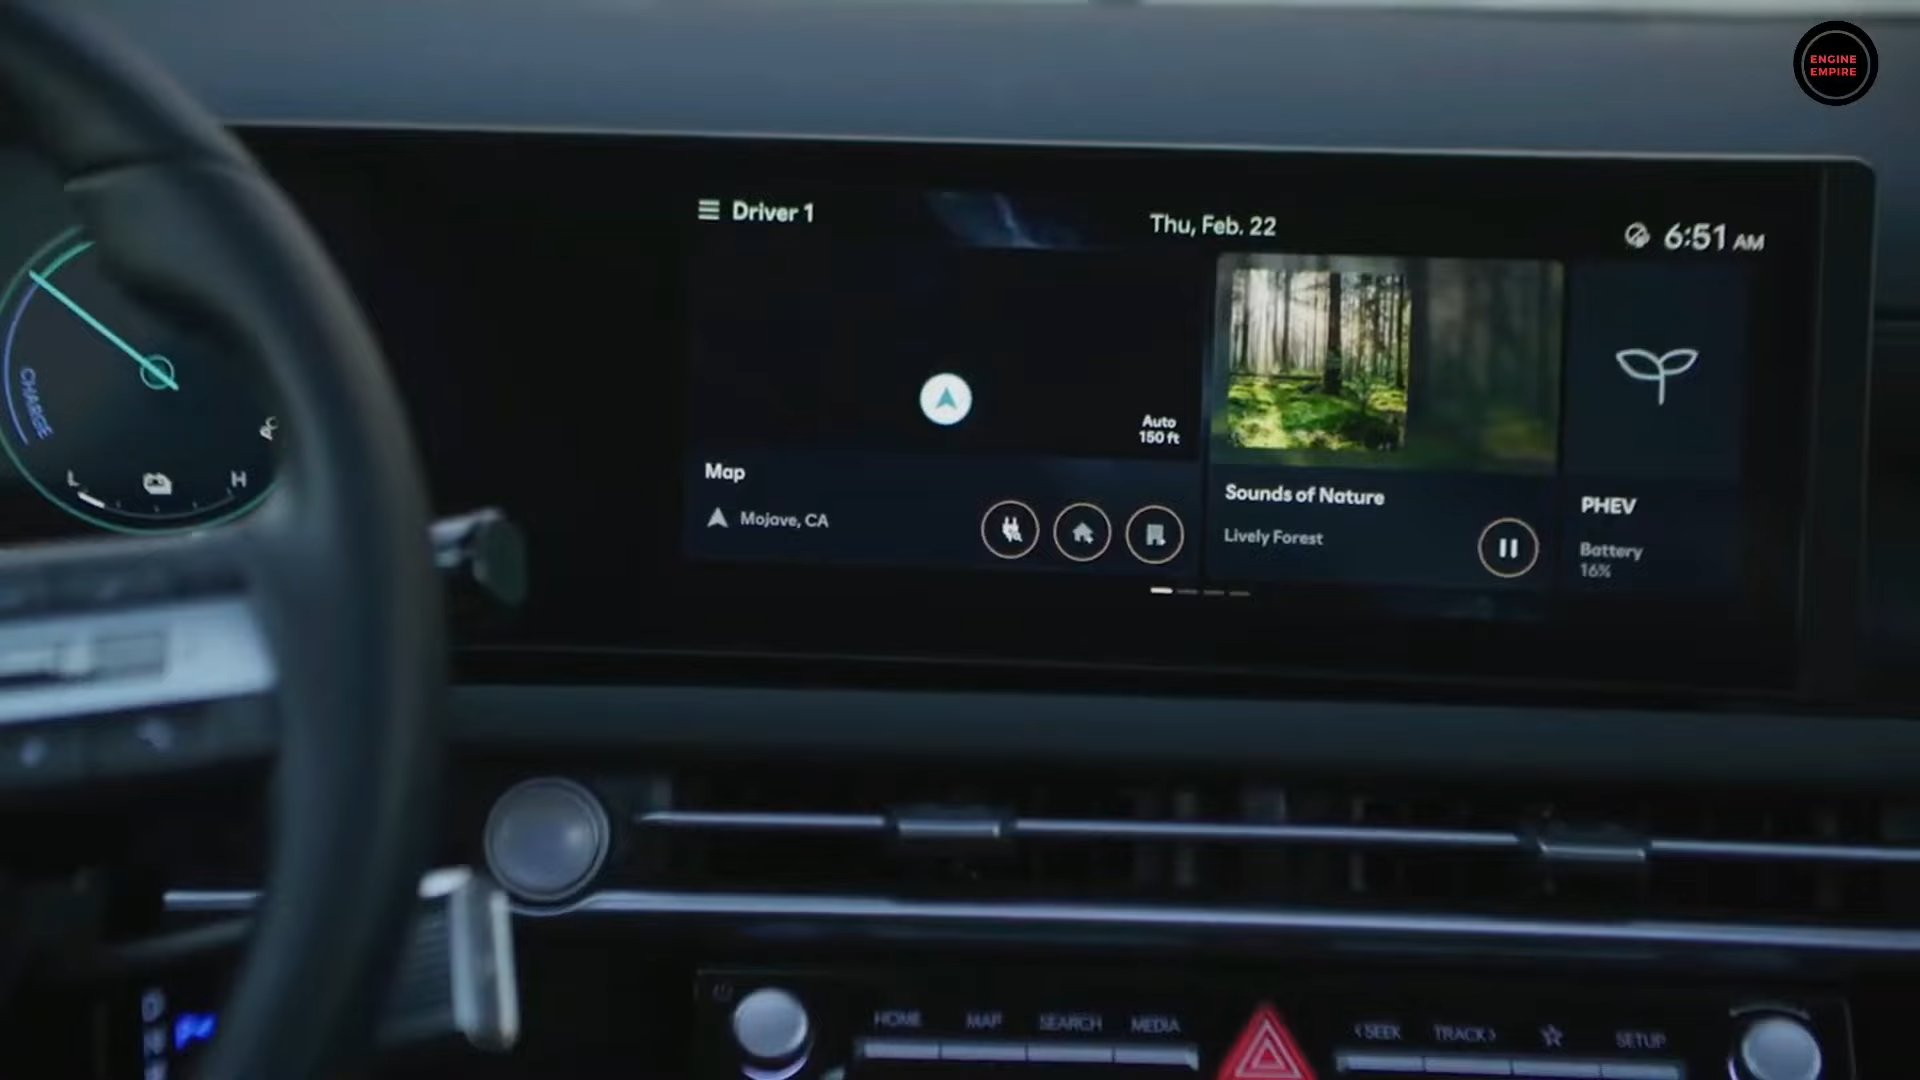 ENGINE
EMPIRE
Driver 1
Thu, Feb. 22
6:51 AM
CHARGE
L
H
Auto
150 ft
Map
Mojave, CA
Sounds of Nature
Lively Forest
PHEV
Battery
16%
HOME
MAP
SEARCH
MEDIA
‹ SEEK
TRACK ›
SETUP